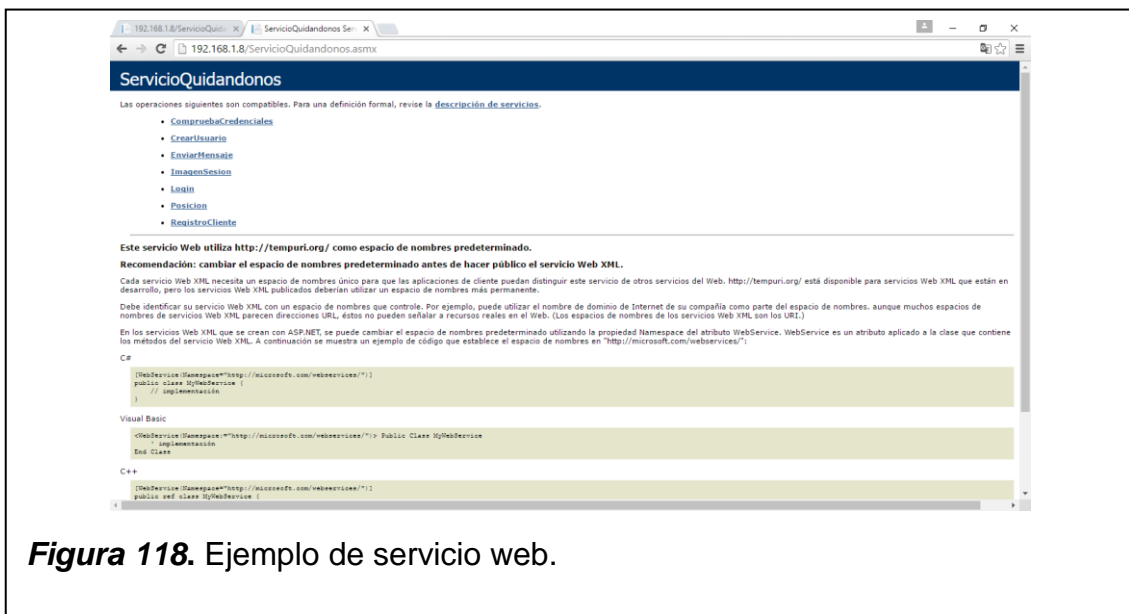 192.168.1.8/ServicioQuida
ServicioQuidandonos Ser
192.168.1.8/ServicioQuidandonos.asmx
ServicioQuidandonos
Las operaciones siguientes son compatibles. Para una definición formal, revise la descripción de servicios.
• CompruebaCredenciales
• CrearUsuario
• EnviarMensaje
• ImagenSesion
• Login
• Posicion
• RegistroCliente
Este servicio Web utiliza http://tempuri.org/ como espacio de nombres predeterminado.
Recomendación: cambiar el espacio de nombres predeterminado antes de hacer público el servicio Web XML.
Cada servicio Web XML necesita un espacio de nombres único para que las aplicaciones de cliente puedan distinguir este servicio de otros servicios del Web. http://tempuri.org/ está disponible para servicios Web XML que están en
desarrollo, pero los servicios Web XML publicados deberían utilizar un espacio de nombres más permanente.
Debe identificar su servicio Web XML con un espacio de nombres que controle. Por ejemplo, puede utilizar el nombre de dominio de Internet de su compañía como parte del espacio de nombres. aunque muchos espacios de
nombres de servicios Web XML parecen direcciones URL, éstos no pueden señalar a recursos reales en el Web. (Los espacios de nombres de los servicios Web XML son los URI.)
En los servicios Web XML que se crean con ASP.NET, se puede cambiar el espacio de nombres predeterminado utilizando la propiedad Namespace del atributo WebService. WebService es un atributo aplicado a la clase que contiene
los métodos del servicio Web XML. A continuación se muestra un ejemplo de código que establece el espacio de nombres en "http://microsoft.com/webservices/":
C#
[WebService(Namespace="http://microsoft.com/webservices/")]
public class MyWebService {
// implementación
}
Visual Basic
<WebService(Namespace:="http://microsoft.com/webservices/")> Public Class MyWebService
' implementación
End Class
C++
[WebService(Namespace="http://microsoft.com/webservices/")]
public ref class MyWebService {
Figura 118. Ejemplo de servicio web.